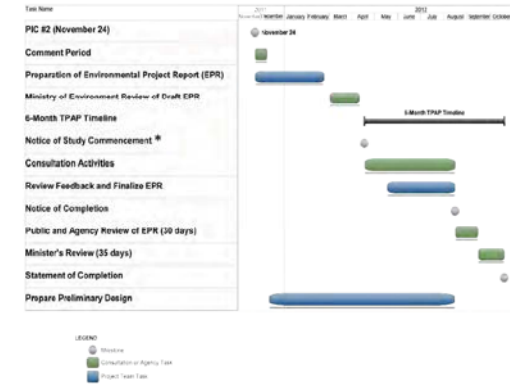 Task Name
2011
2012
November December January February March April May June July August September October
PIC #2 (November 24)
November 24
Comment Period
Preparation of Environmental Project Report (EPR)
Ministry of Environment Review of Draft EPR
6-Month TPAP Timeline
6-Month TPAP Timeline
Notice of Study Commencement *
Consultation Activities
Review Feedback and Finalize EPR
Notice of Completion
Public and Agency Review of EPR (30 days)
Minister's Review (35 days)
Statement of Completion
Prepare Preliminary Design
LEGEND
Milestone
Consultation or Agency Task
Project Team Task